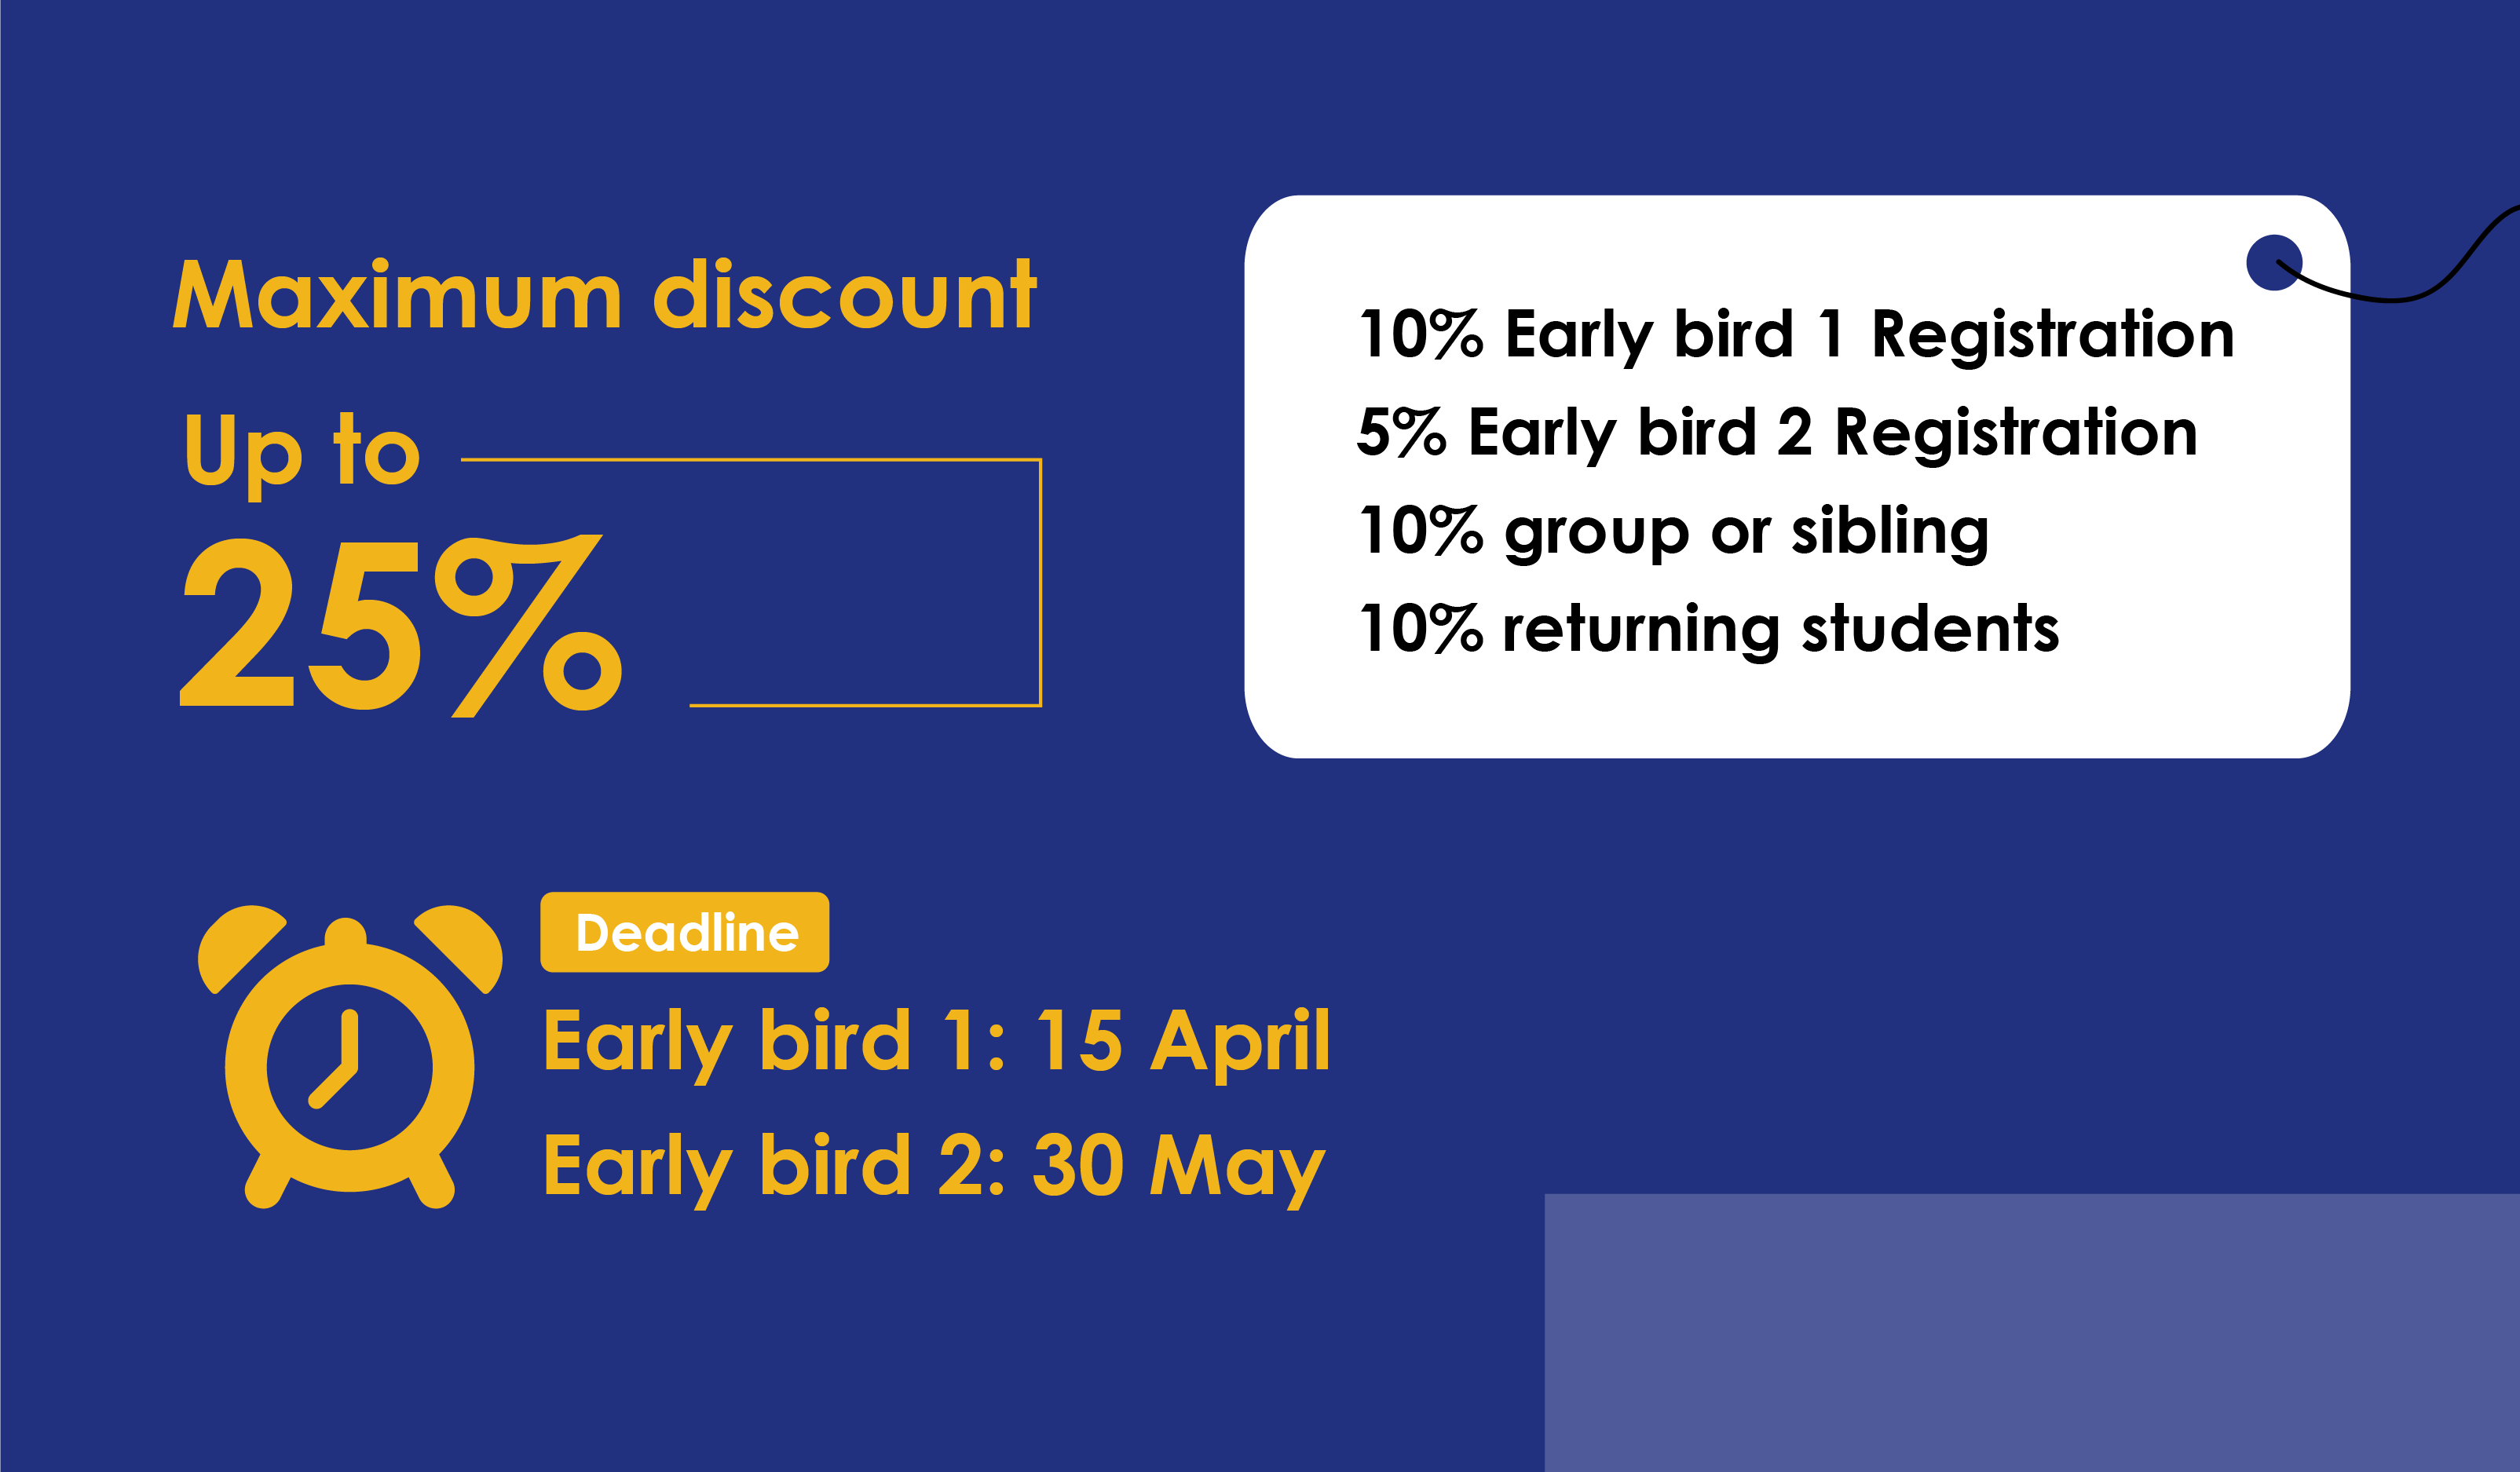 Maximum discount
Up to
25%
10% Early bird 1 Registration
5% Early bird 2 Registration
10% group or sibling
10% returning students
Deadline
Early bird 1: 15 April
Early bird 2: 30 May